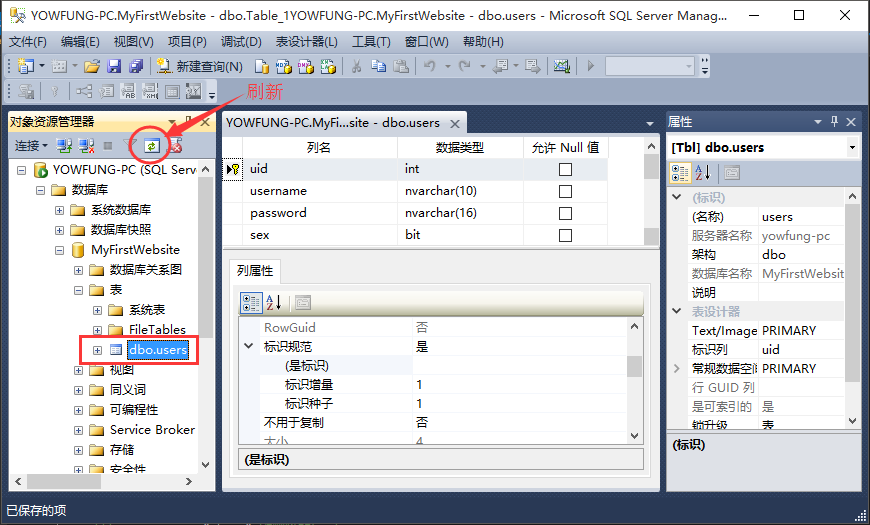 YOWFUNG-PC.MyFirstWebsite - dbo.Table_1YOWFUNG-PC.MyFirstWebsite - dbo.users - Microsoft SQL Server Manag...
文件(F) 编辑(E) 视图(V) 项目(P) 调试(D) 表设计器(L) 工具(T) 窗口(W) 帮助(H)
新建查询(N)
刷新
对象资源管理器
连接
YOWFUNG-PC (SQL Serve
数据库
系统数据库
数据库快照
MyFirstWebsite
数据库关系图
表
系统表
FileTables
dbo.users
视图
同义词
可编程性
Service Broker
存储
安全性
YOWFUNG-PC.MyFi...site - dbo.users
列名 数据类型 允许 Null 值
uid int
username nvarchar(10)
password nvarchar(16)
sex bit
列属性
RowGuid 否
标识规范 是
(是标识)
标识增量 1
标识种子 1
不用于复制 否
大小 4
(是标识)
属性
[Tbl] dbo.users
(标识)
(名称) users
服务器名称 yowfung-pc
架构 dbo
数据库名称 MyFirstWebsit
说明
表设计器
Text/Image PRIMARY
标识列 uid
常规数据空间 PRIMARY
行 GUID 列
是可索引的 是
锁升级 表
(标识)
已保存的项